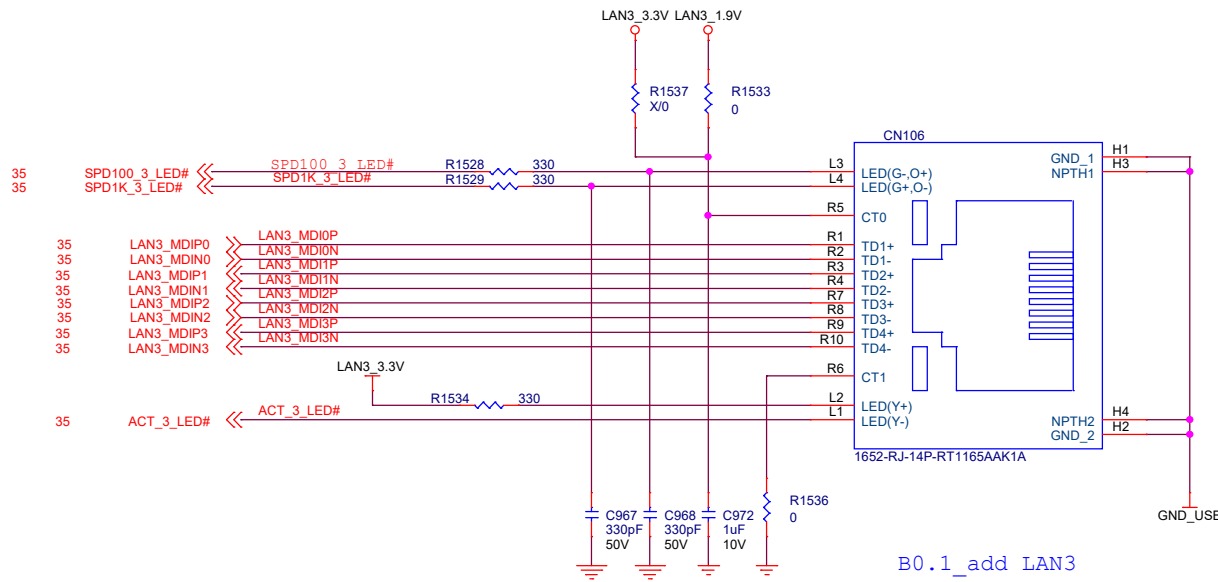 LAN3_3.3V LAN3_1.9V
R1537 R1533
X/0 0
CN106
H1
GND_1
H3
NPTH1
35 SPD100_3_LED# SPD100_3_LED# R1528 330 L3 LED(G-,O+)
35 SPD1K_3_LED# SPD1K_3_LED# R1529 330 L4 LED(G+,O-)
R5 CT0
35 LAN3_MDIP0 LAN3_MDI0P R1 TD1+
35 LAN3_MDIN0 LAN3_MDI0N R2 TD1-
35 LAN3_MDIP1 LAN3_MDI1P R3 TD2+
35 LAN3_MDIN1 LAN3_MDI1N R4 TD2-
35 LAN3_MDIP2 LAN3_MDI2P R7 TD3+
35 LAN3_MDIN2 LAN3_MDI2N R8 TD3-
35 LAN3_MDIP3 LAN3_MDI3P R9 TD4+
35 LAN3_MDIN3 LAN3_MDI3N R10 TD4-
LAN3_3.3V
R6 CT1
R1534 330 L2 LED(Y+)
35 ACT_3_LED# ACT_3_LED# L1 LED(Y-)
H4
NPTH2
H2
GND_2
1652-RJ-14P-RT1165AAK1A
R1536
0
C967 C968 C972
330pF 330pF 1uF
50V 50V 10V
GND_USB
B0.1_add LAN3